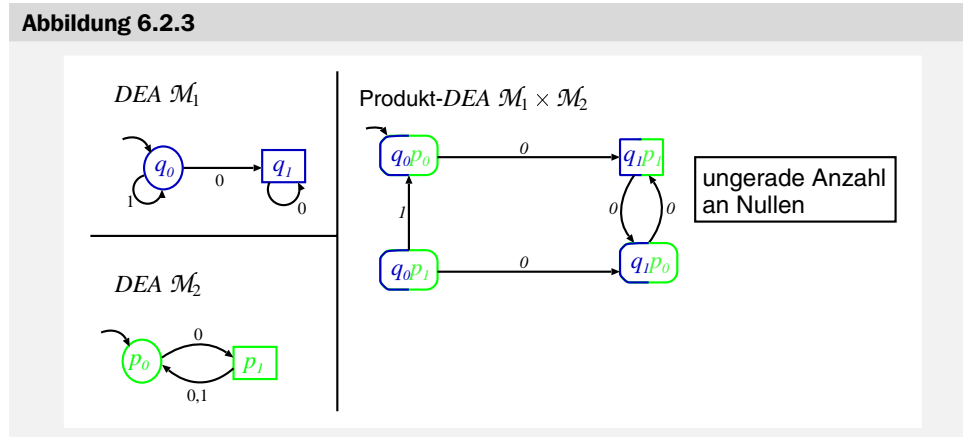 Abbildung 6.2.3
DEA M₁
q₀
q₁
0
1
0
DEA M₂
p₀
p₁
0
0,1
Produkt-DEA M₁ × M₂
q₀p₀
0
q₁p₁
1
0
0
q₀p₁
0
q₁p₀
ungerade Anzahl
an Nullen